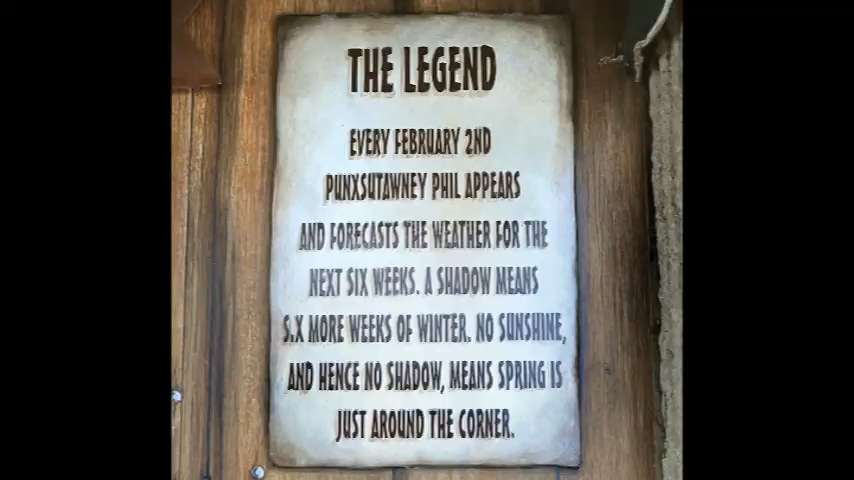 THE LEGEND
EVERY FEBRUARY 2ND
PUNXSUTAWNEY PHIL APPEARS
AND FORECASTS THE WEATHER FOR THE
NEXT SIX WEEKS. A SHADOW MEANS
S.X MORE WEEKS OF WINTER. NO SUNSHINE,
AND HENCE NO SHADOW, MEANS SPRING IS
JUST AROUND THE CORNER.